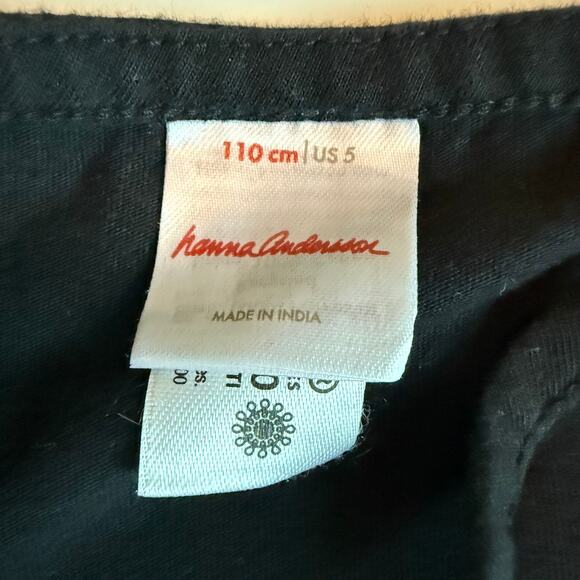 110 cm | US 5
hanna andersson
MADE IN INDIA